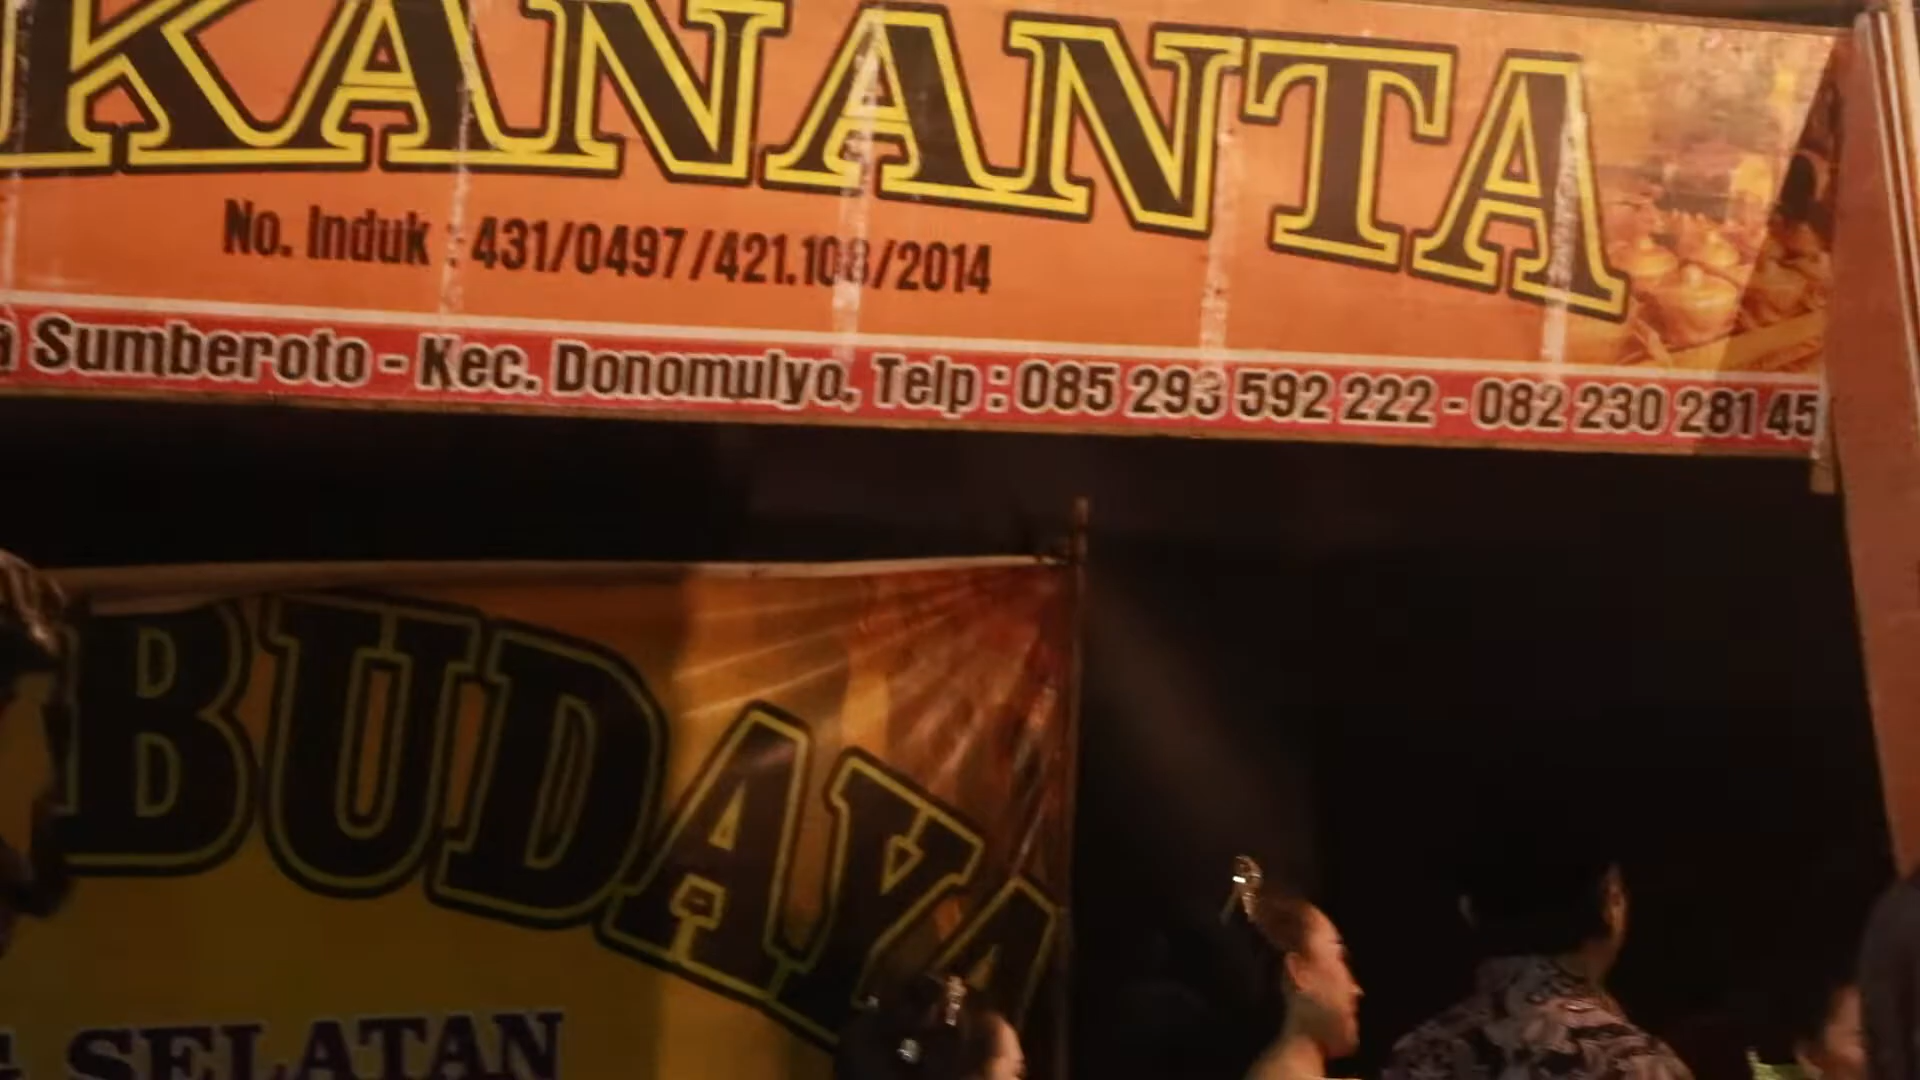 KANANTA
No. Induk : 431/0497/421.108/2014
Sumberoto - Kec. Donomulyo, Telp : 085 293 592 222 - 082 230 281 45
BUDAYA
SELATAN